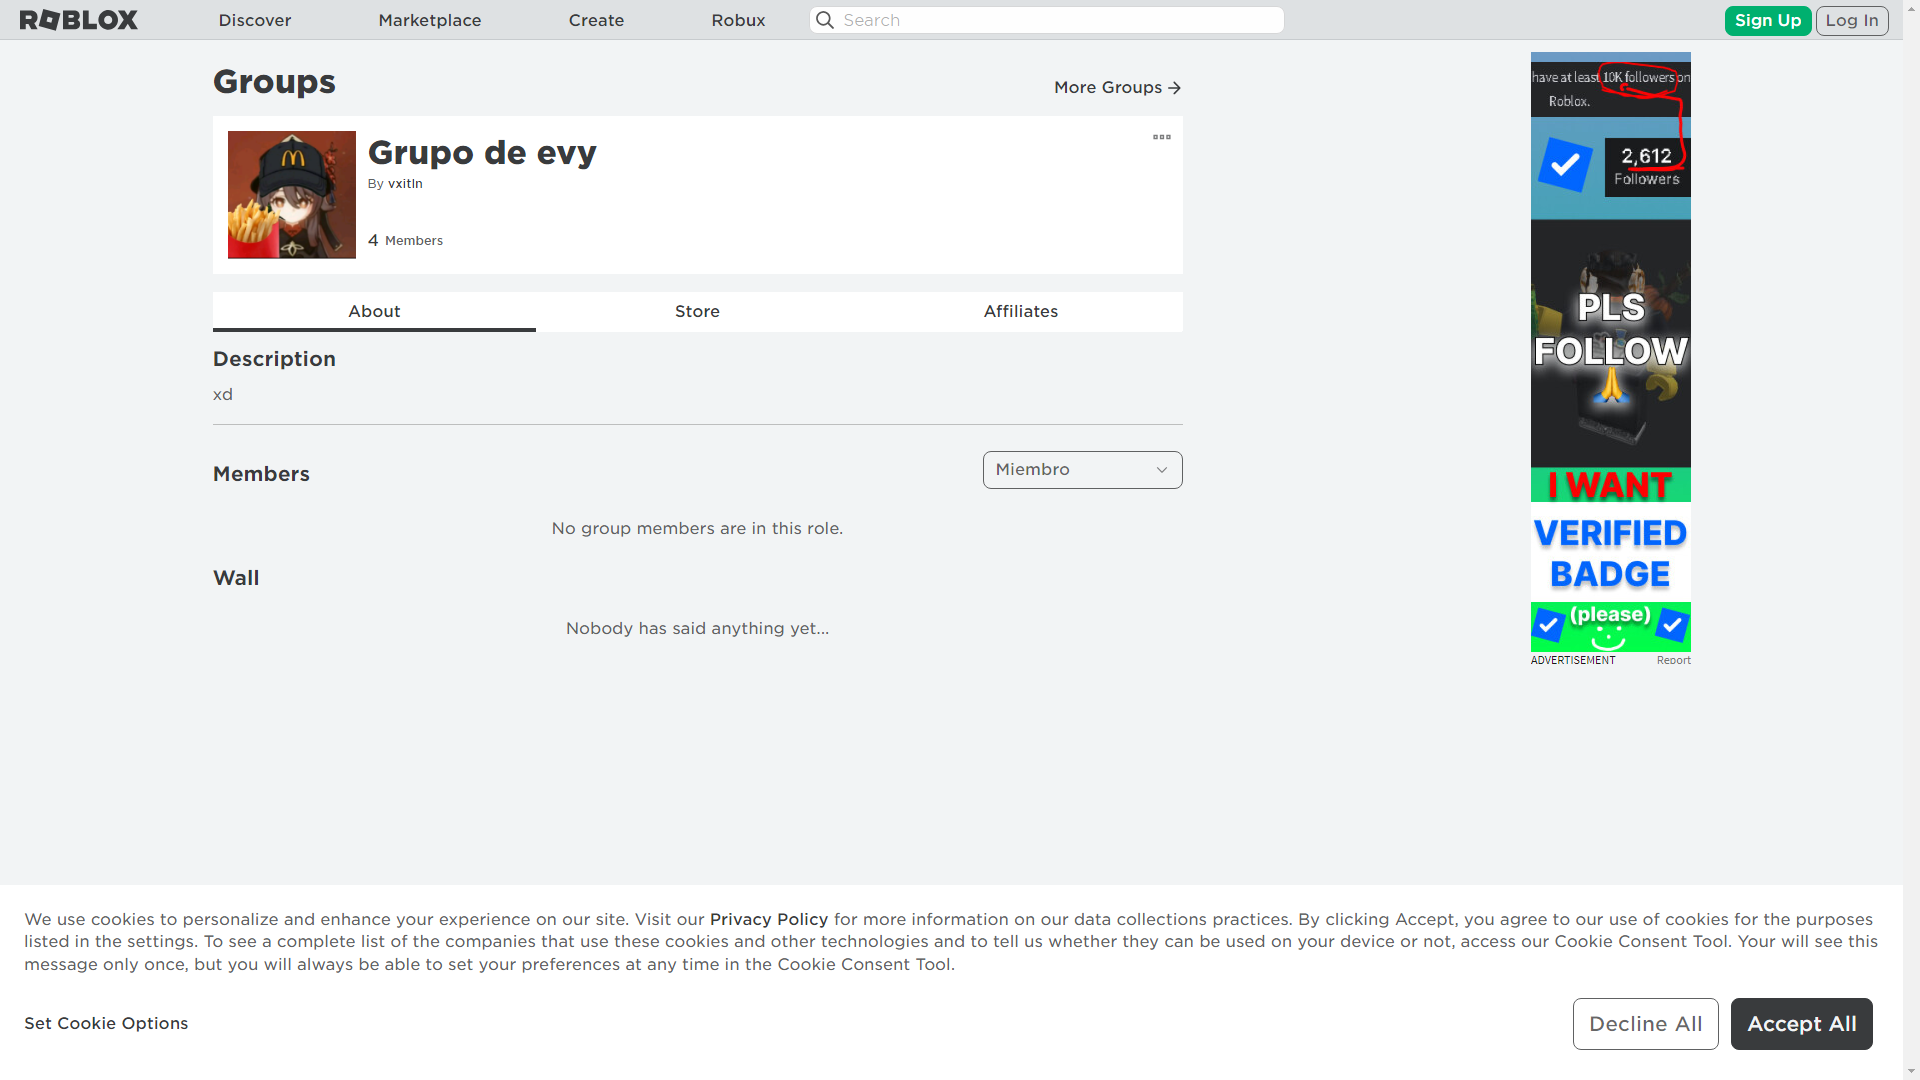 ROBLOX
Discover
Marketplace
Create
Robux
Search
Sign Up
Log In
Groups
More Groups
Grupo de evy
By vxitln
4 Members
About
Store
Affiliates
Description
xd
Members
Miembro
No group members are in this role.
Wall
Nobody has said anything yet...
have at least 10K followers on
Roblox.
2,612
Followers
PLS
FOLLOW
I WANT
VERIFIED
BADGE
(please)
ADVERTISEMENT
Report
We use cookies to personalize and enhance your experience on our site. Visit our Privacy Policy for more information on our data collections practices. By clicking Accept, you agree to our use of cookies for the purposes
listed in the settings. To see a complete list of the companies that use these cookies and other technologies and to tell us whether they can be used on your device or not, access our Cookie Consent Tool. Your will see this
message only once, but you will always be able to set your preferences at any time in the Cookie Consent Tool.
Set Cookie Options
Decline All
Accept All